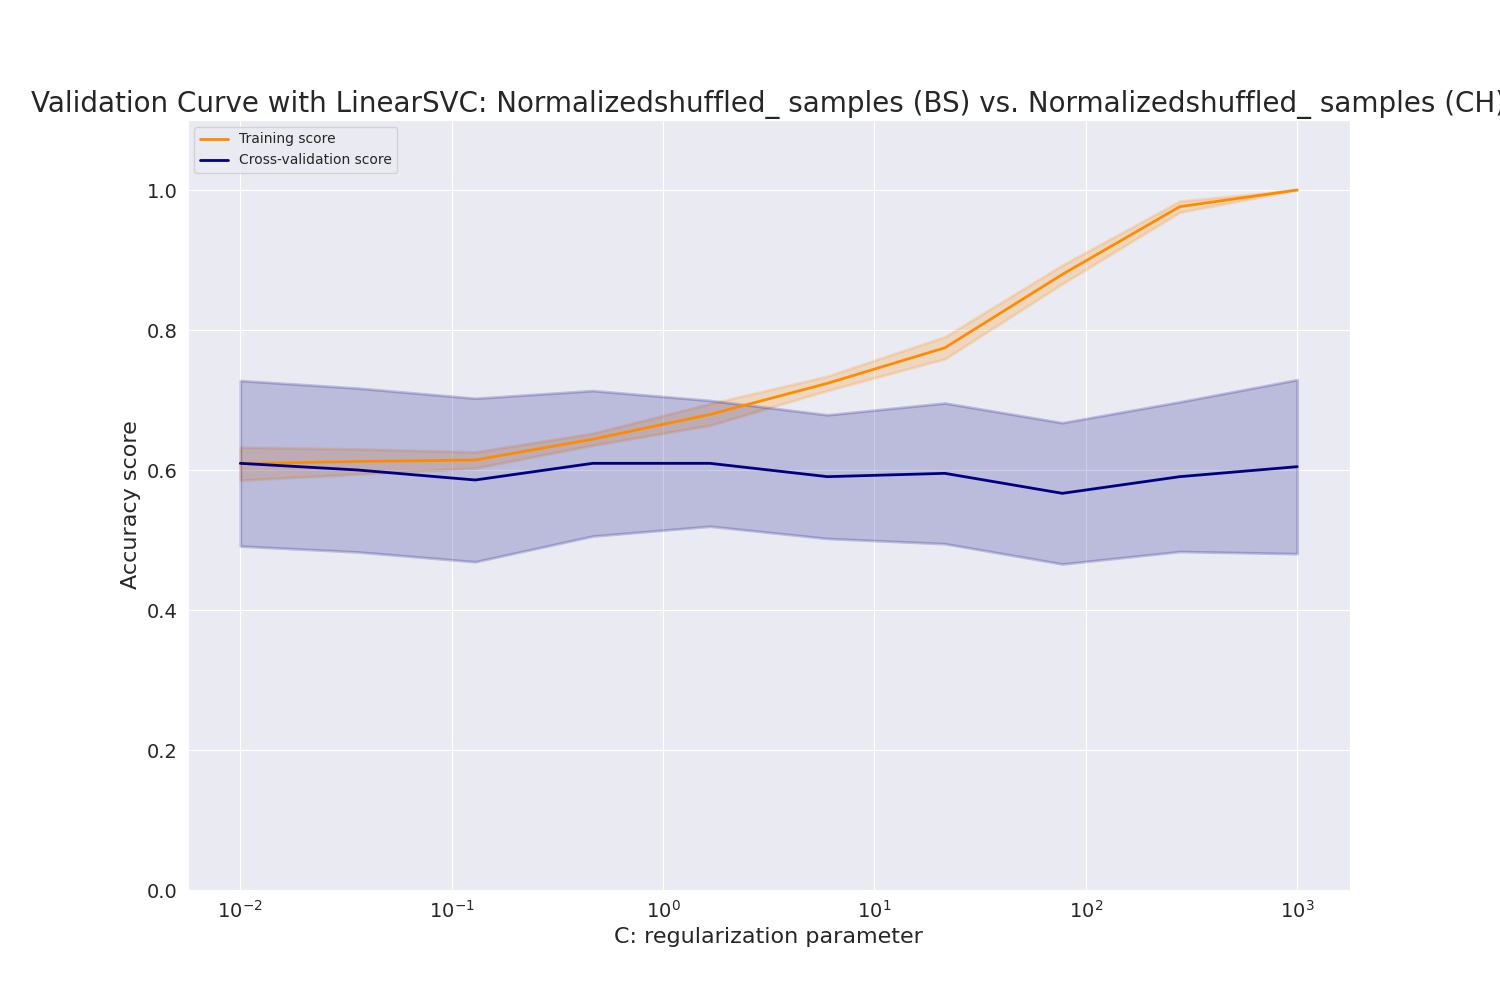 Validation Curve with LinearSVC: Normalizedshuffled_ samples (BS) vs. Normalizedshuffled_ samples (CH)
Training score
Cross-validation score
1.0
0.8
0.6
0.4
0.2
0.0
Accuracy score
10⁻² 10⁻¹ 10⁰ 10¹ 10² 10³
C: regularization parameter